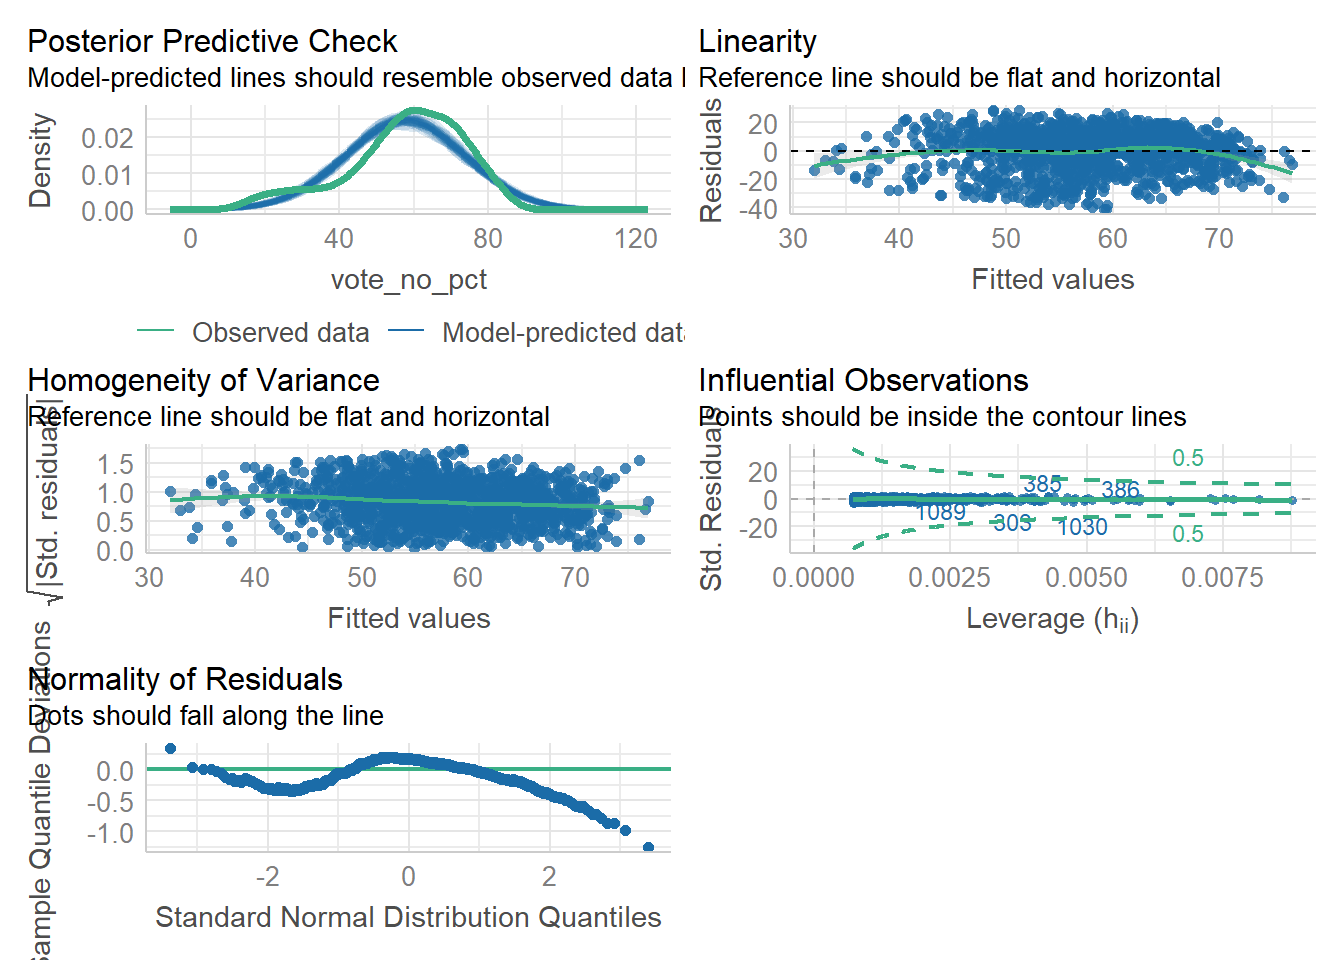 Posterior Predictive Check
Model-predicted lines should resemble observed data l
Density
0.02
0.01
0.00
0
40
80
120
vote_no_pct
Observed data
Model-predicted data
Linearity
Reference line should be flat and horizontal
Residuals
20
0
-20
-40
30
40
50
60
70
Fitted values
Homogeneity of Variance
Reference line should be flat and horizontal
√|Std. residuals|
1.5
1.0
0.5
0.0
30
40
50
60
70
Fitted values
Influential Observations
Points should be inside the contour lines
Std. Residuals
20
0
-20
0.5
385
386
1089
303
1030
0.5
0.0000
0.0025
0.0050
0.0075
Leverage (hii)
Normality of Residuals
Dots should fall along the line
Sample Quantile Deviations
0.0
-0.5
-1.0
-2
0
2
Standard Normal Distribution Quantiles